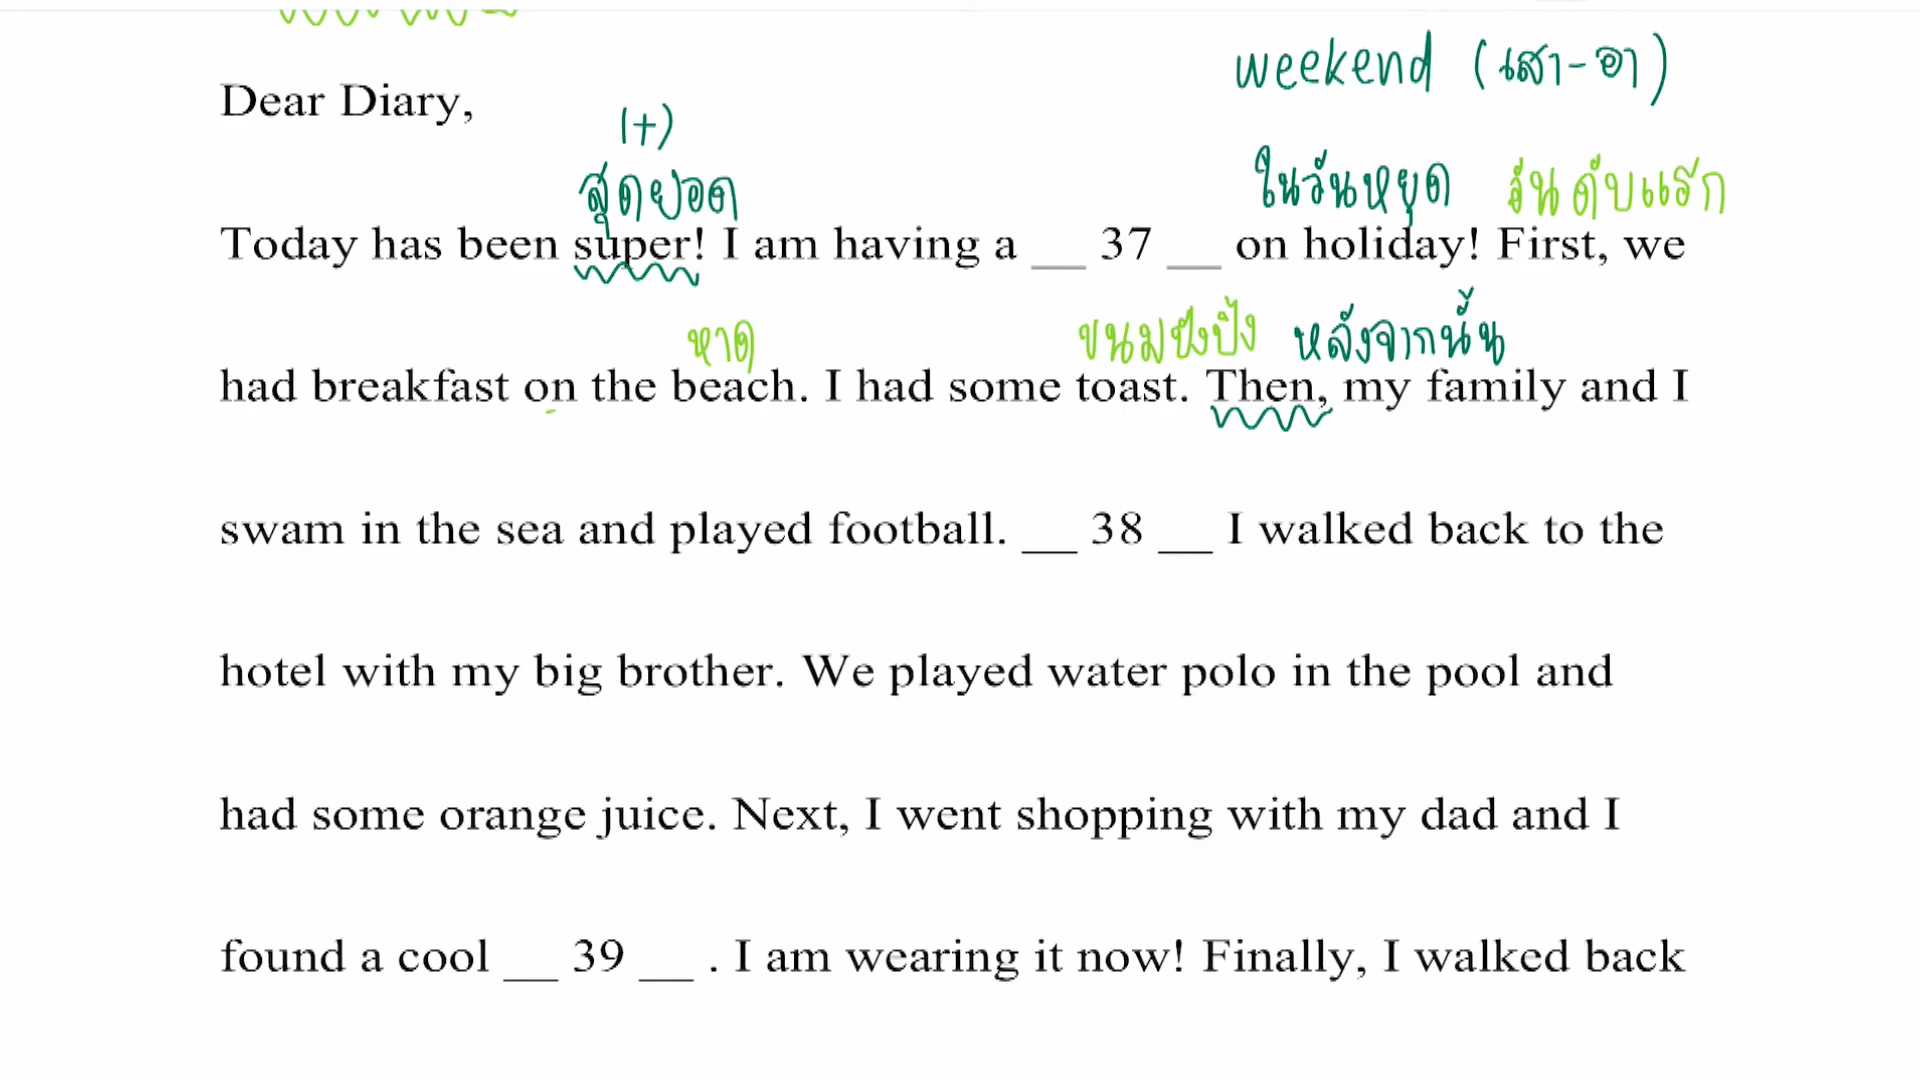 weekend (เสา-อา)
Dear Diary,
(+)
สุดยอด ในวันหยุด อันดับแรก
Today has been super! I am having a __ 37 __ on holiday! First, we
หาด ขนมปังปิ้ง หลังจากนั้น
had breakfast on the beach. I had some toast. Then, my family and I
swam in the sea and played football. __ 38 __ I walked back to the
hotel with my big brother. We played water polo in the pool and
had some orange juice. Next, I went shopping with my dad and I
found a cool __ 39 __ . I am wearing it now! Finally, I walked back